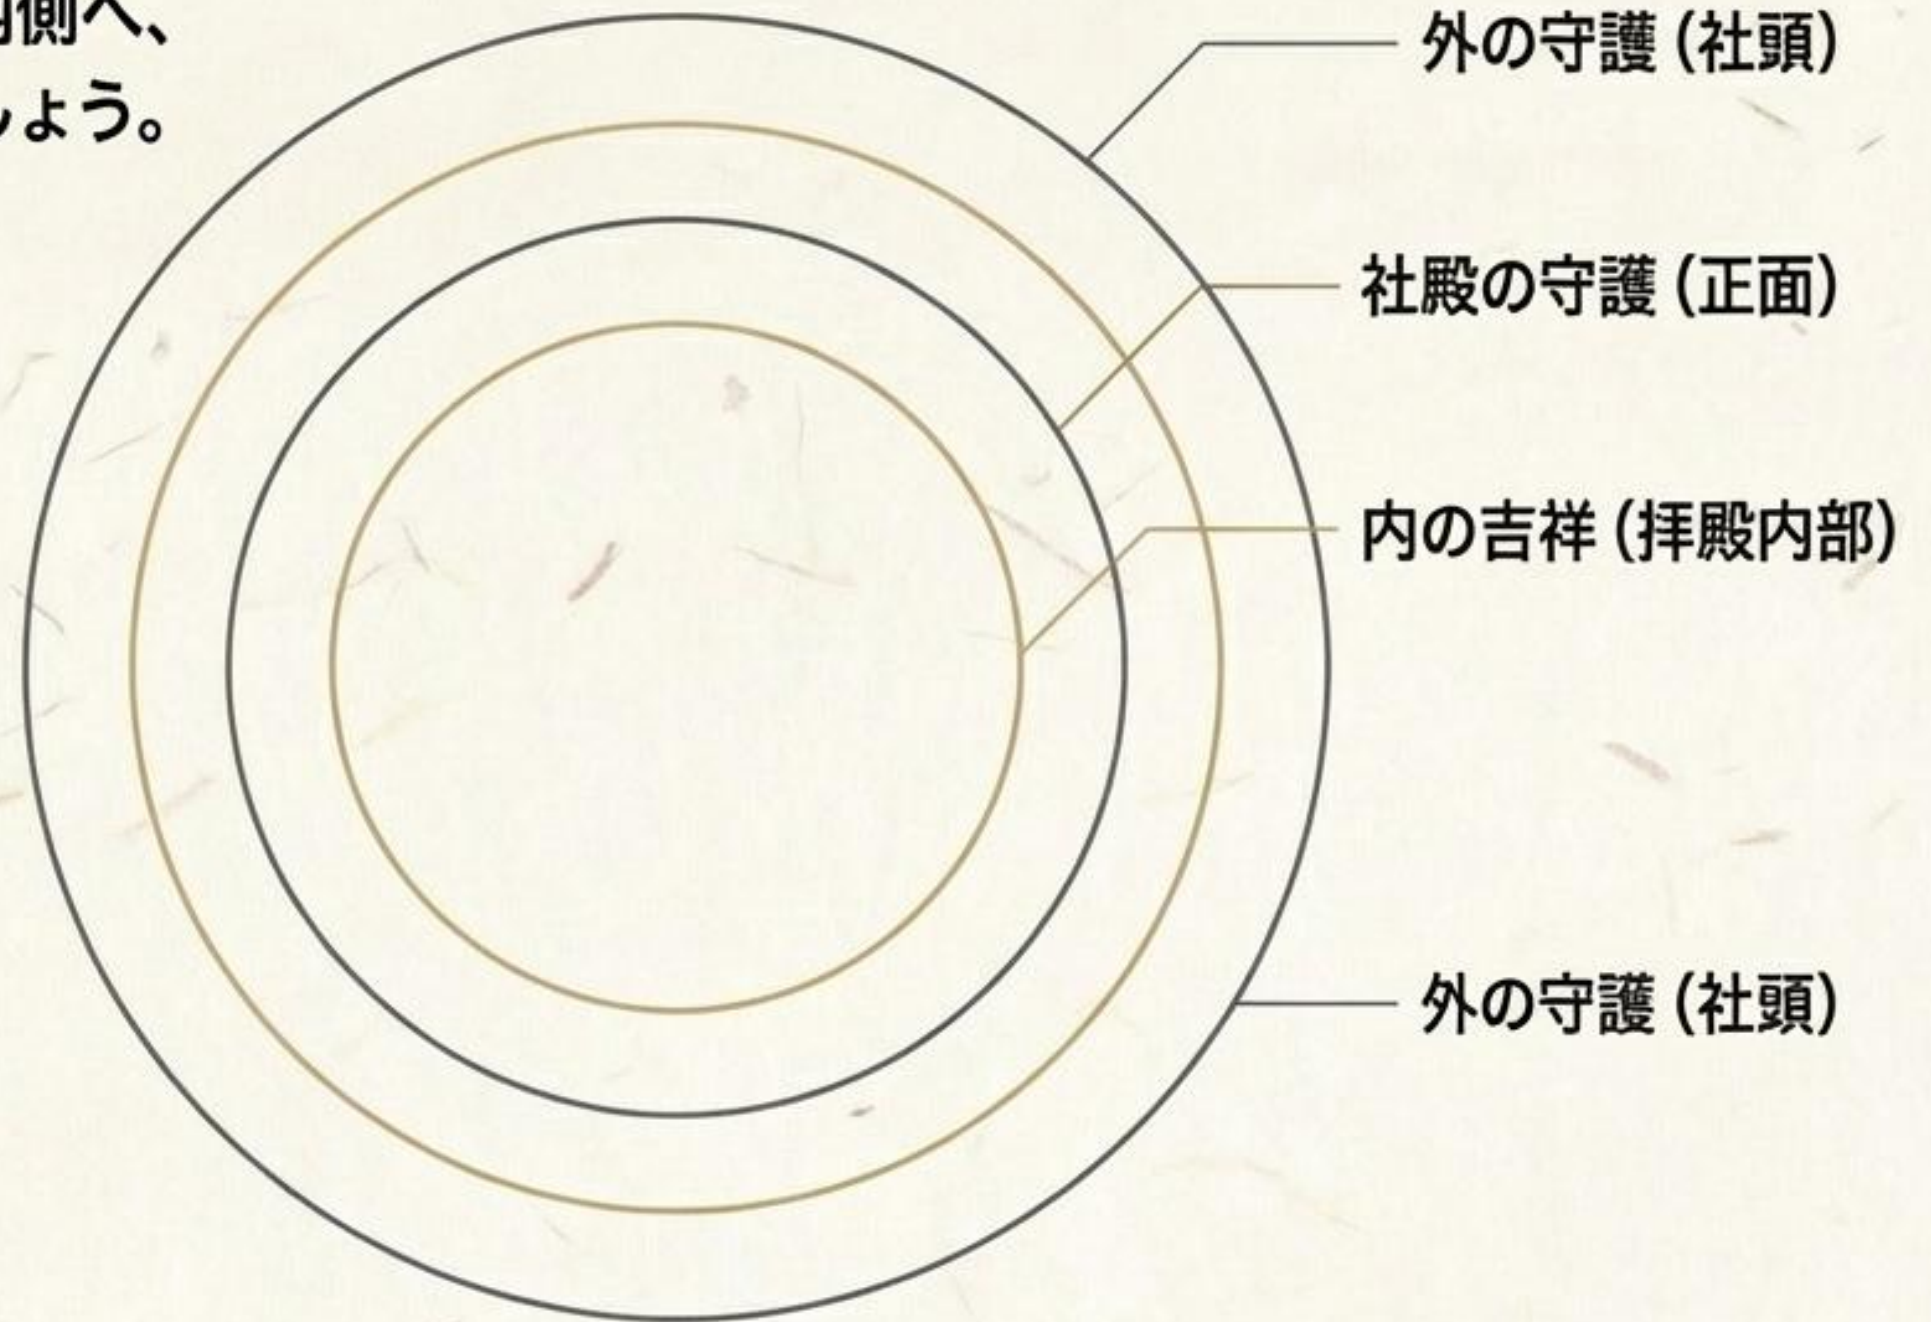 側へ、
しょう。
外の守護（社頭）
社殿の守護（正面）
内の吉祥（拝殿内部）
外の守護（社頭）